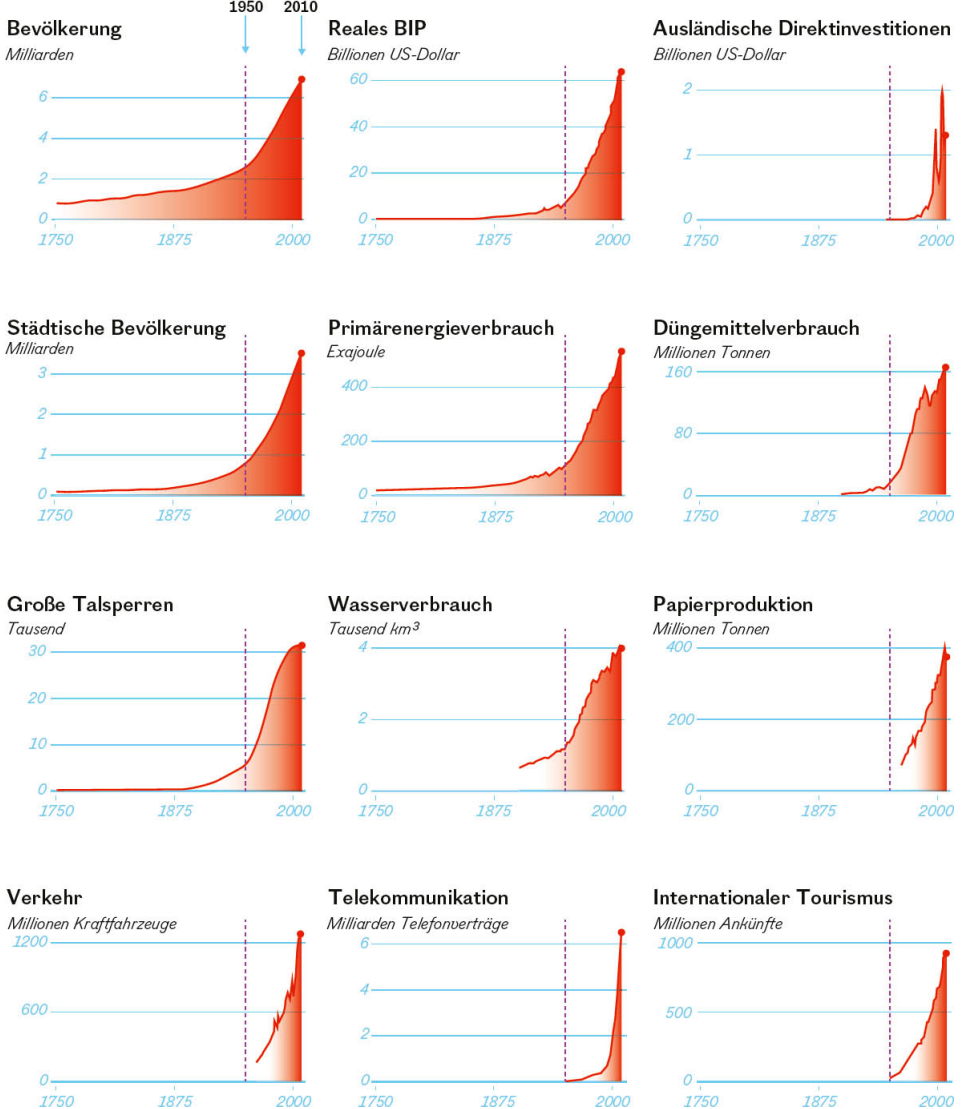 1950 2010
Bevölkerung
Milliarden
6
4
2
0
1750 1875 2000
Reales BIP
Billionen US-Dollar
60
40
20
0
1750 1875 2000
Ausländische Direktinvestitionen
Billionen US-Dollar
2
1
0
1750 1875 2000
Städtische Bevölkerung
Milliarden
3
2
1
0
1750 1875 2000
Primärenergieverbrauch
Exajoule
400
200
0
1750 1875 2000
Düngemittelverbrauch
Millionen Tonnen
160
80
0
1750 1875 2000
Große Talsperren
Tausend
30
20
10
0
1750 1875 2000
Wasserverbrauch
Tausend km³
4
2
0
1750 1875 2000
Papierproduktion
Millionen Tonnen
400
200
0
1750 1875 2000
Verkehr
Millionen Kraftfahrzeuge
1200
600
0
1750 1875 2000
Telekommunikation
Milliarden Telefonverträge
6
4
2
0
1750 1875 2000
Internationaler Tourismus
Millionen Ankünfte
1000
500
0
1750 1875 2000